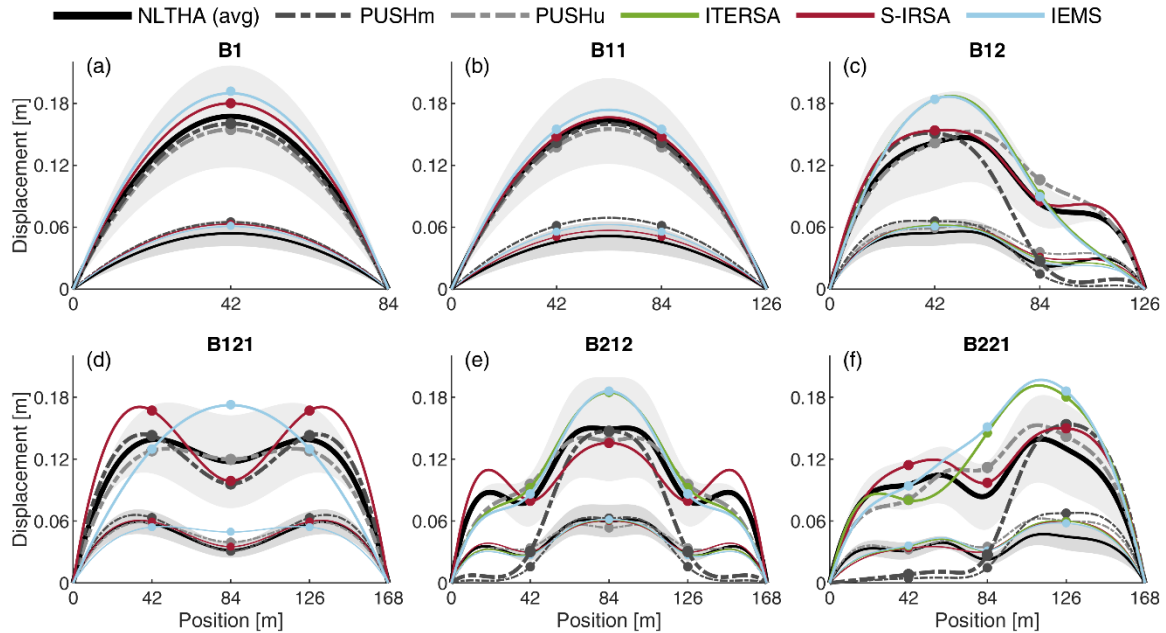 NLTHA (avg) PUSHm PUSHu ITERSA S-IRSA IEMS
B1 B11 B12
(a) (b) (c)
Displacement [m]
0.18
0.12
0.06
0
0 42 84 0 42 84 126 0 42 84 126
B121 B212 B221
(d) (e) (f)
Displacement [m]
0.18
0.12
0.06
0
0 42 84 126 168 0 42 84 126 168 0 42 84 126 168
Position [m] Position [m] Position [m]